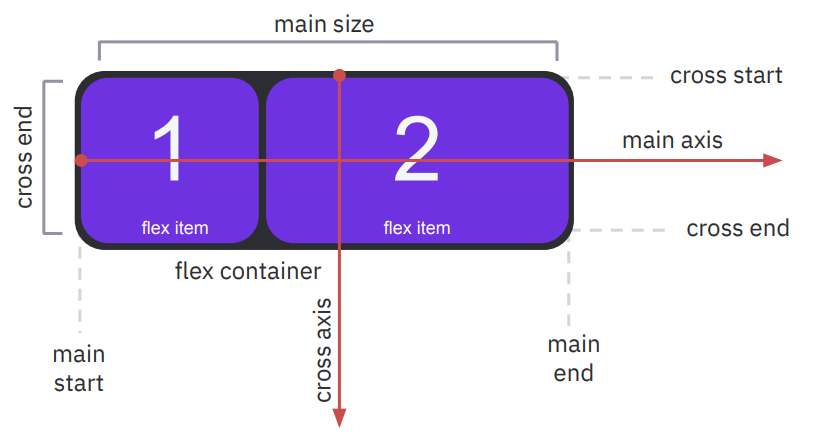 main size
cross start
main axis
cross end
1
2
flex item
flex item
cross end
flex container
cross axis
main
start
main
end